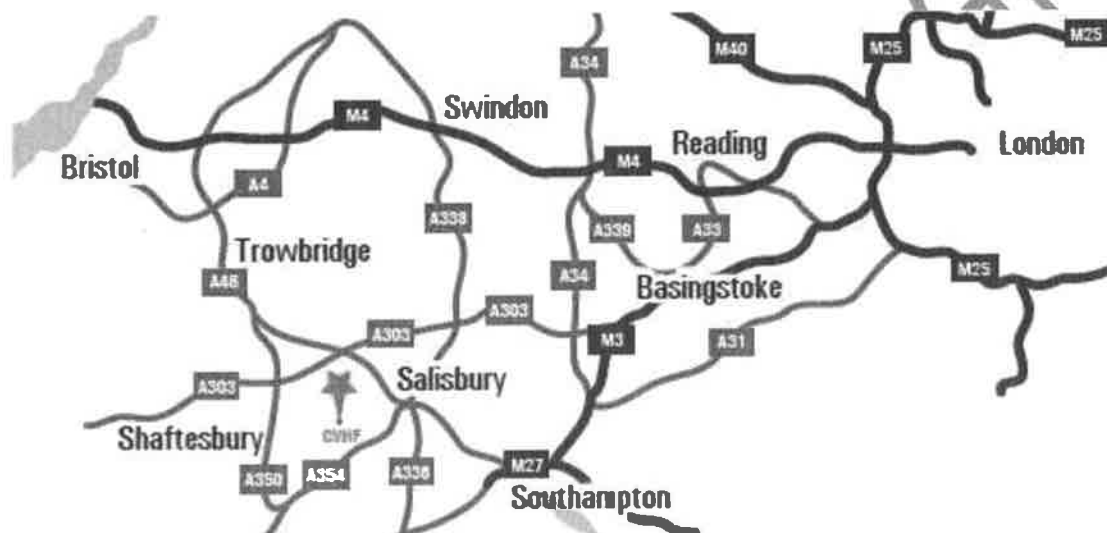 M40
M25
M25
A34
Swindon
M4
Reading
London
Bristol
M4
A4
A338
A339
A33
Trowbridge
A46
A34
M25
Basingstoke
A303
A303
M3
A31
A303
Salisbury
CVHF
Shaftesbury
A350
A354
A338
M27
Southampton